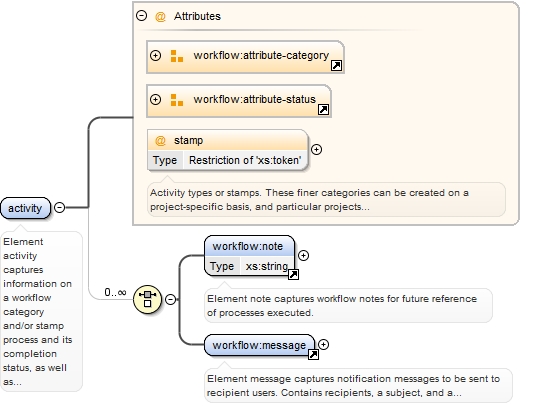 Attributes
workflow:attribute-category
workflow:attribute-status
stamp
Type Restriction of 'xs:token'
Activity types or stamps. These finer categories can be created on a
project-specific basis, and particular projects...
activity
Element
activity
captures
information on
a workflow
category
and/or stamp
process and its
completion
status, as well
as...
0..∞
workflow:note
Type xs:string
Element note captures workflow notes for future reference
of processes executed.
workflow:message
Element message captures notification messages to be sent to
recipient users. Contains recipients, a subject, and a...